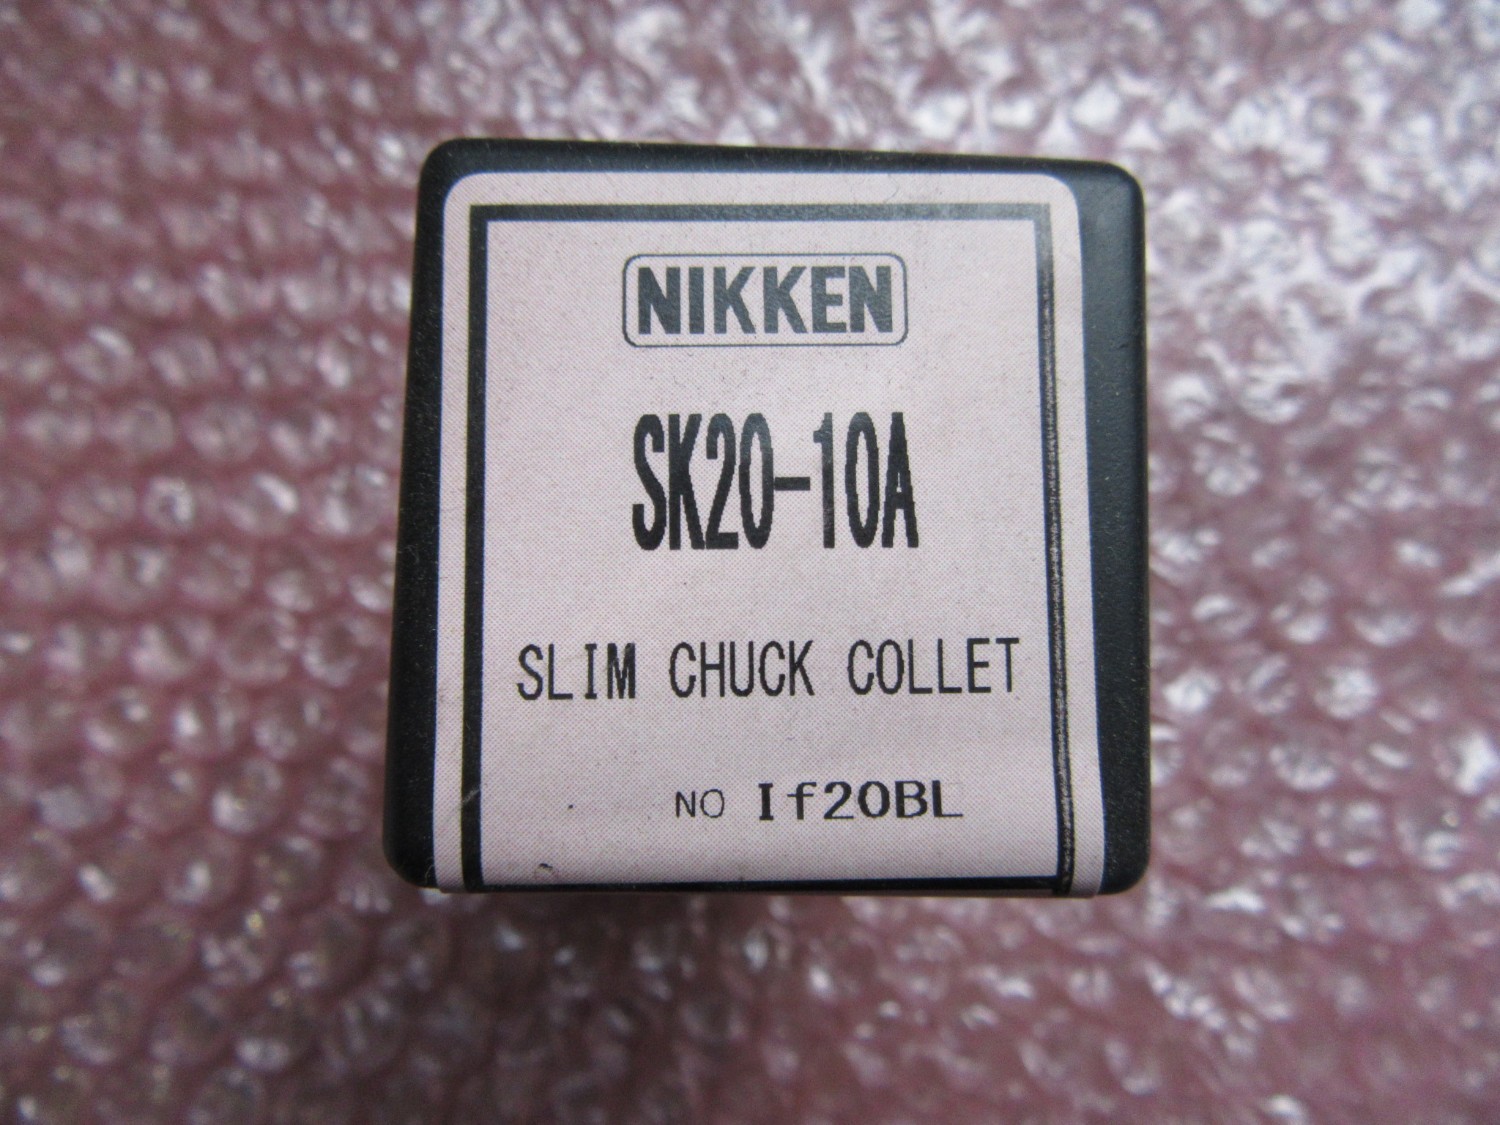 NIKKEN
SK20-10A
SLIM CHUCK COLLET
NO If20BL